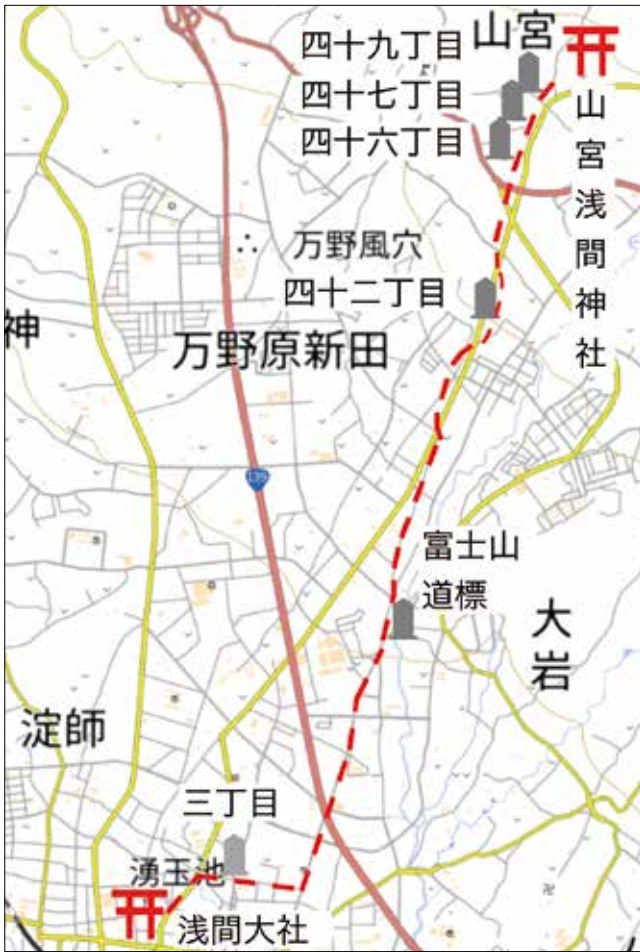 四十九丁目
山宮
四十七丁目
四十六丁目
山宮浅間神社
万野風穴
四十二丁目
神
万野原新田
139
富士山
道標
大岩
淀師
三丁目
湧玉池
浅間大社